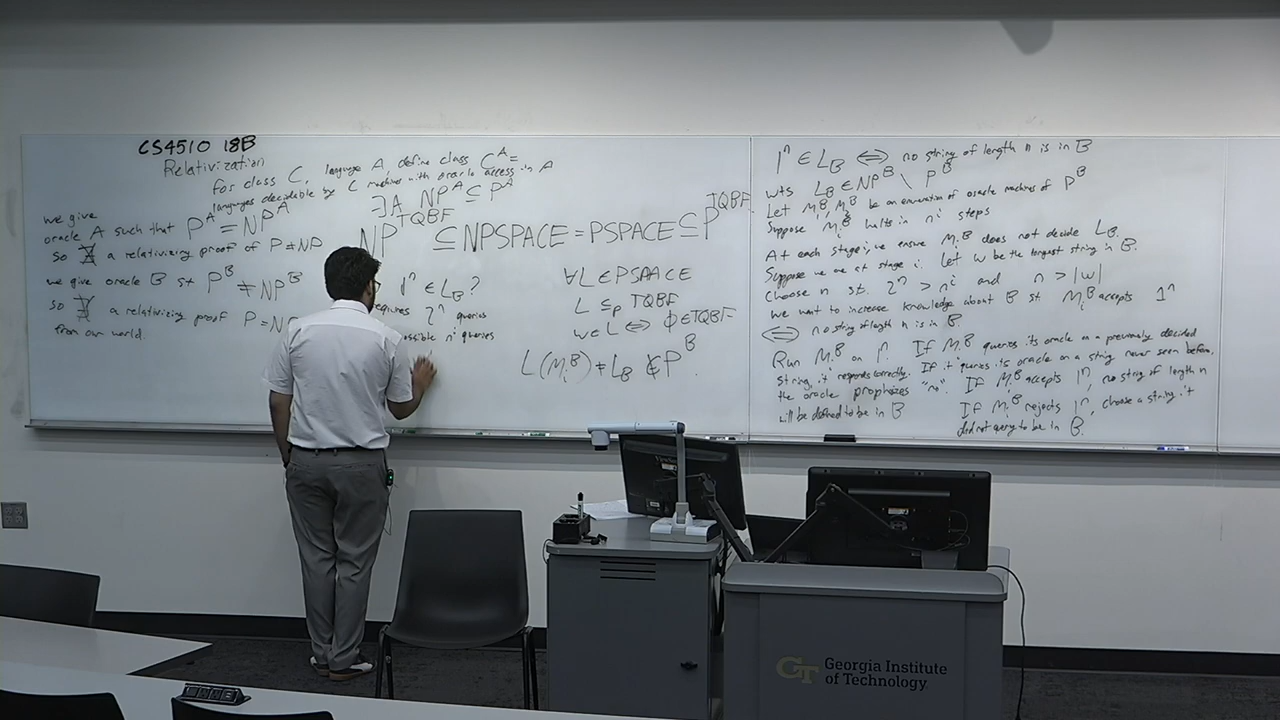 CS4510 18B
Relativization
for class C, language A, define class C^A =
languages decidable by C machines with oracle access in A
∃A NP^A ⊆ P^A
we give
oracle A such that P^A = NP^A
so ∄ a relativizing proof of P≠NP
we give oracle B st P^B ≠ NP^B
so ∄ a relativizing proof P=N
from our world.
NP^TQBF ⊆ NPSPACE = PSPACE ⊆ P^TQBF
1^n ∈ L_B?
equires 2^n queries
ssible n^i queries
∀L∈PSPACE
L ≤p TQBF
w∈L ⇔ ϕ∈TQBF
L(M_i^B) ≠ L_B ∉ P^B.
1^n ∈ L_B ⇔ no string of length n is in B
wts L_B ∈ NP^B \ P^B
Let M_1^B, M_2^B be an enumeration of oracle machines of P^B
Suppose M_i^B halts in n^i steps
At each stage i, we ensure M_i^B does not decide L_B.
Suppose we are at stage i. Let w be the longest string in B.
Choose n st. 2^n > n^i and n > |w|
We want to increase knowledge about B st M_i^B accepts 1^n
⇔ no string of length n is in B.
Run M_i^B on 1^n. If M_i^B queries its oracle on a previously decided
string, it responds correctly. If it queries its oracle on a string never seen before,
the oracle prophesizes "no". If M_i^B accepts 1^n, no string of length n
will be defined to be in B
If M_i^B rejects 1^n, choose a string it
did not query to be in B.
ViewSonic
GT Georgia Institute
of Technology